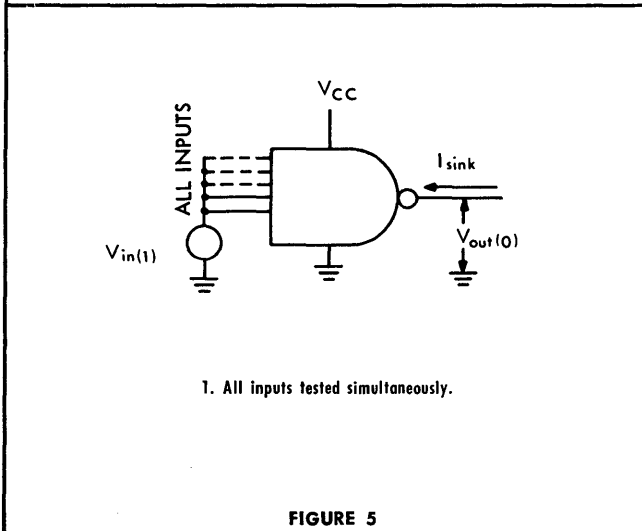 VCC
ALL INPUTS
Isink
Vin(1)
Vout(0)
1. All inputs tested simultaneously.
FIGURE 5